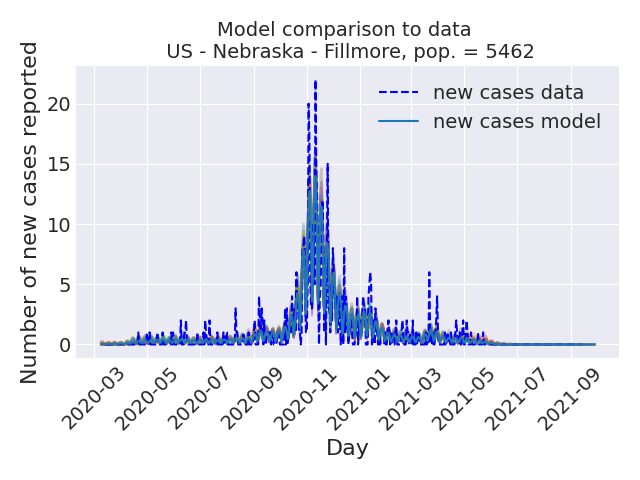 Model comparison to data
US - Nebraska - Fillmore, pop. = 5462
Number of new cases reported
20
15
10
5
0
new cases data
new cases model
2020-03
2020-05
2020-07
2020-09
2020-11
2021-01
2021-03
2021-05
2021-07
2021-09
Day